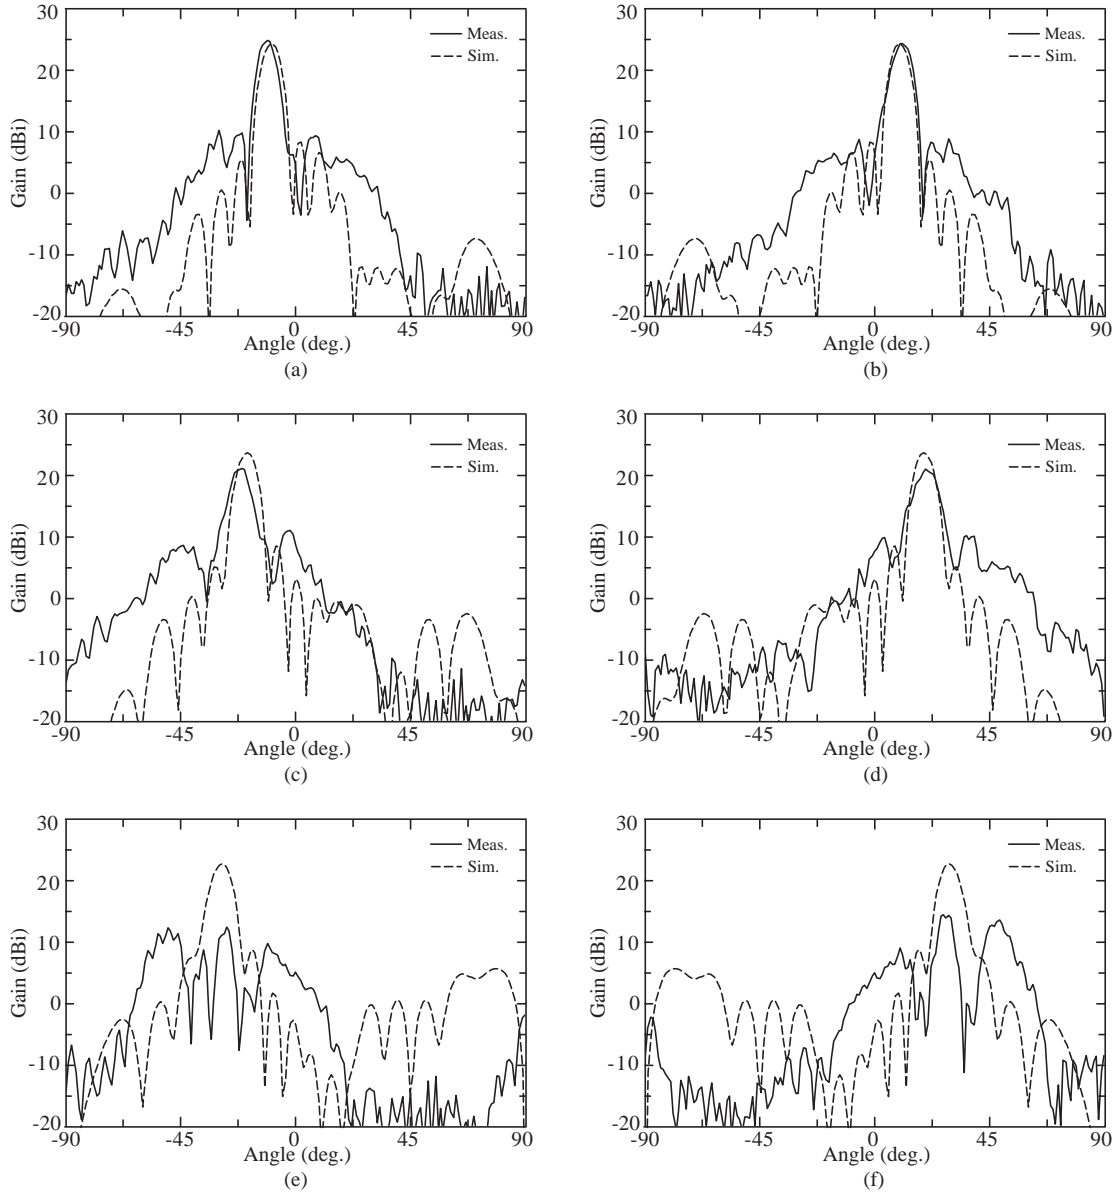 30
20
10
0
-10
-20
Gain (dBi)
Meas.
Sim.
-90 -45 0 45 90
Angle (deg.)
(a)
30
20
10
0
-10
-20
Gain (dBi)
Meas.
Sim.
-90 -45 0 45 90
Angle (deg.)
(b)
30
20
10
0
-10
-20
Gain (dBi)
Meas.
Sim.
-90 -45 0 45 90
Angle (deg.)
(c)
30
20
10
0
-10
-20
Gain (dBi)
Meas.
Sim.
-90 -45 0 45 90
Angle (deg.)
(d)
30
20
10
0
-10
-20
Gain (dBi)
Meas.
Sim.
-90 -45 0 45 90
Angle (deg.)
(e)
30
20
10
0
-10
-20
Gain (dBi)
Meas.
Sim.
-90 -45 0 45 90
Angle (deg.)
(f)